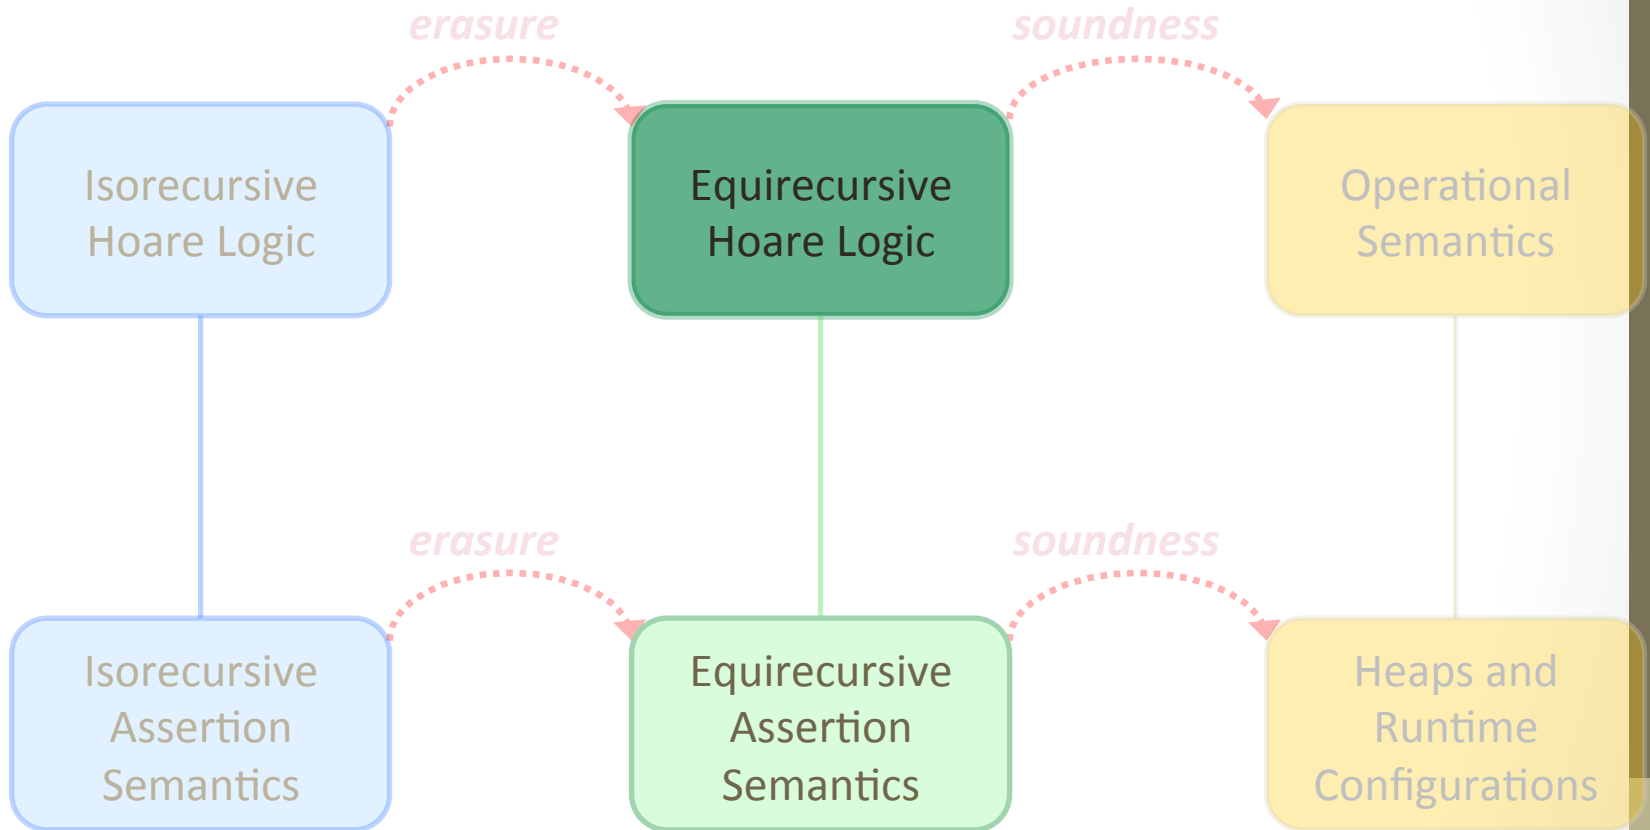 erasure
soundness
Isorecursive
Hoare Logic
Equirecursive
Hoare Logic
Operational
Semantics
erasure
soundness
Isorecursive
Assertion
Semantics
Equirecursive
Assertion
Semantics
Heaps and
Runtime
Configurations